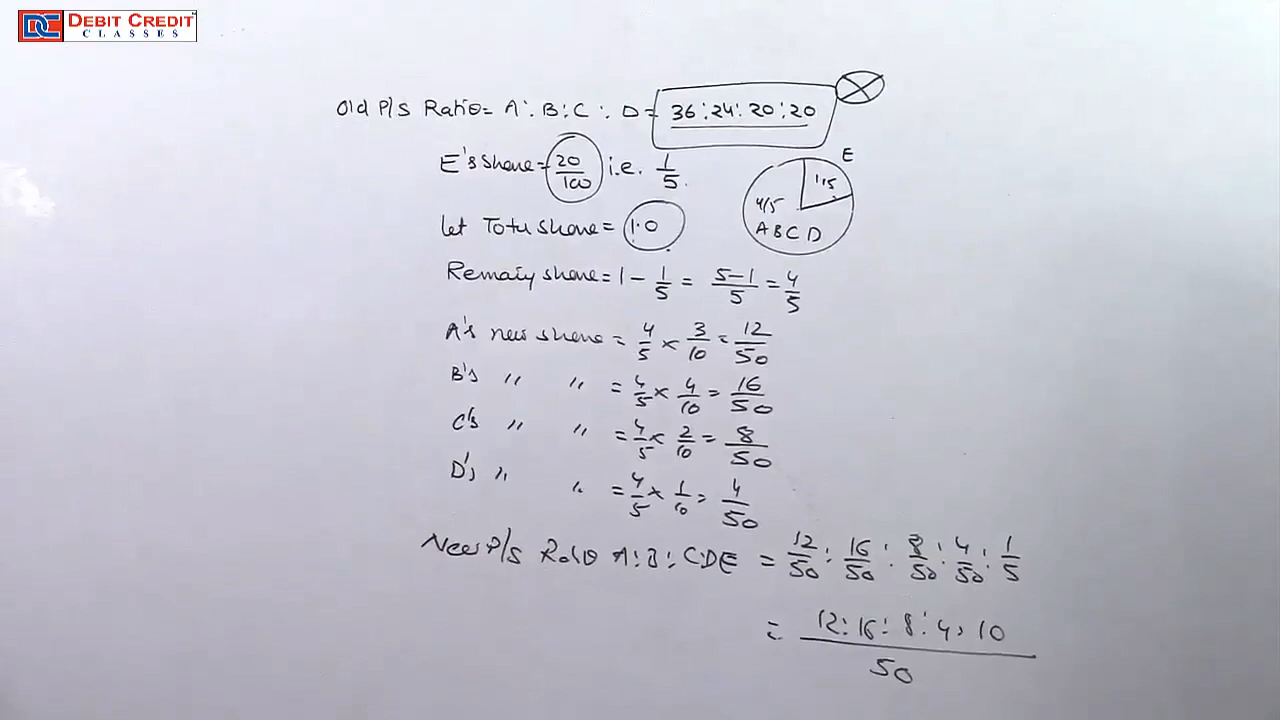 DC DEBIT CREDIT
CLASSES
Old P/S Ratio = A : B : C : D = 36 : 24 : 20 : 20
E's Share = 20/100 i.e. 1/5.
E
1/5
4/5
A B C D
let Total Share = 1.0
Remaig share = 1 - 1/5 = 5-1/5 = 4/5
A's new share = 4/5 × 3/10 = 12/50
B's " " = 4/5 × 4/10 = 16/50
C's " " = 4/5 × 2/10 = 8/50
D's " " = 4/5 × 1/10 = 4/50
New P/S Ratio A : B : C D E = 12/50 : 16/50 : 8/50 : 4/50 : 1/5
= 12 : 16 : 8 : 4 : 10 / 50